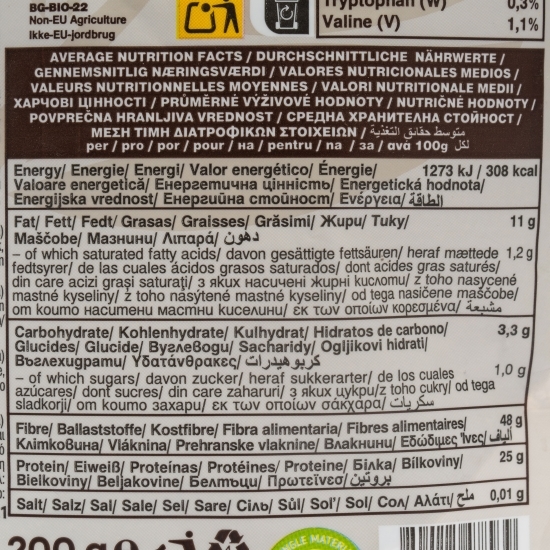 BG-BIO-22
Non-EU Agriculture
Ikke-EU-jordbrug
Tryptophan (W) 0,3%
Valine (V) 1,1%
AVERAGE NUTRITION FACTS / DURCHSCHNITTLICHE NÄHRWERTE /
GENNEMSNITLIG NÆRINGSVÆRDI / VALORES NUTRICIONALES MEDIOS /
VALEURS NUTRITIONNELLES MOYENNES / VALORI NUTRITIONALE MEDII /
ХАРЧОВІ ЦІННОСТІ / PRŮMĚRNÉ VÝŽIVOVÉ HODNOTY / NUTRIČNÉ HODNOTY /
POVPREČNA HRANLJIVA VREDNOST / СРЕДНА ХРАНИТЕЛНА СТОЙНОСТ /
ΜΕΣΗ ΤΙΜΗ ΔΙΑΤΡΟΦΙΚΩΝ ΣΤΟΙΧΕΙΩΝ / متوسط حقائق التغذية /
per / pro / por / pour / на / pentru / na / за / ανά 100g لكل
Energy/ Energie/ Energi/ Valor energético/ Énergie/ 1273 kJ / 308 kcal
Valoare energetică/ Енергетична цінність/ Energetická hodnota/
Energijska vrednost/ Енергийна стойност/ Ενέργεια/ الطاقة
Fat/ Fett/ Fedt/ Grasas/ Graisses/ Grăsimi/ Жири/ Tuky/ 11 g
Maščobe/ Мазнини/ Λιπαρά/ دهون
– of which saturated fatty acids/ davon gesättigte fettsäuren/ heraf mættede 1,2 g
fedtsyrer/ de las cuales ácidos grasos saturados/ dont acides gras saturés/
din care acizi grași saturați/ з яких насичені жирні кислоти/ z toho nasycené
mastné kyseliny/ z toho nasýtené mastné kyseliny/ od tega nasičene maščobe/
от които наситени мастни киселини/ εκ των οποίων κορεσμένα/ مشبعة
Carbohydrate/ Kohlenhydrate/ Kulhydrat/ Hidratos de carbono/ 3,3 g
Glucides/ Glucide/ Вуглеводи/ Sacharidy/ Ogljikovi hidrati/
Въглехидрати/ Υδατάνθρακες/ كربوهيدرات
– of which sugars/ davon zucker/ heraf sukkerarter/ de los cuales 1,0 g
azúcares/ dont sucres/ din care zaharuri/ з яких цукри/z toho cukry/ od tega
sladkorji/ от които захари/ εκ των οποίων σάκχαρα/ سكريات
Fibre/ Ballaststoffe/ Kostfibre/ Fibra alimentaria/ Fibres alimentaires/ 48 g
Клітковина/ Vláknina/ Prehranske vlaknine/ Влакнини/ Εδώδιμες Ίνες/ ألياف
Protein/ Eiweiß/ Proteínas/ Protéines/ Proteine/ Білка/ Bílkoviny/ 25 g
Bielkoviny/ Beljakovine/ Белтъци/ Πρωτεΐνες/ بروتين
Salt/ Salz/ Sal/ Sale/ Sel/ Sare/ Сіль/ Sůl/ Soľ/ Sol/ Сол/ Αλάτι/ ملح 0,01 g